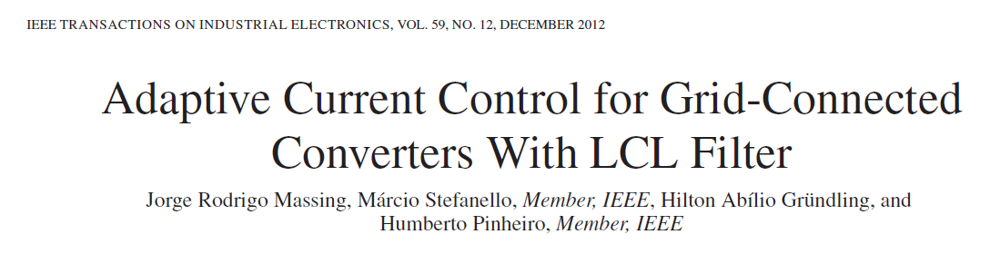 IEEE TRANSACTIONS ON INDUSTRIAL ELECTRONICS, VOL. 59, NO. 12, DECEMBER 2012
Adaptive Current Control for Grid-Connected
Converters With LCL Filter
Jorge Rodrigo Massing, Márcio Stefanello, Member, IEEE, Hilton Abílio Gründling, and
Humberto Pinheiro, Member, IEEE